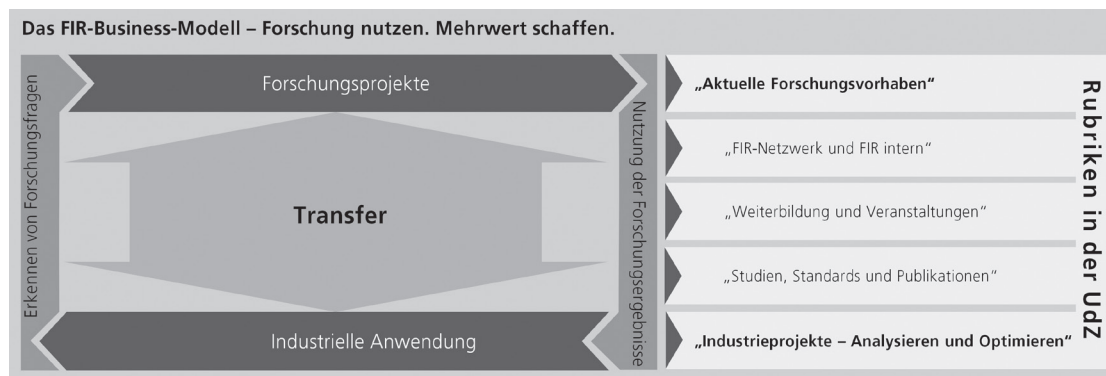 Das FIR-Business-Modell – Forschung nutzen. Mehrwert schaffen.
Erkennen von Forschungsfragen
Forschungsprojekte
Transfer
Industrielle Anwendung
Nutzung der Forschungsergebnisse
„Aktuelle Forschungsvorhaben“
„FIR-Netzwerk und FIR intern“
„Weiterbildung und Veranstaltungen“
„Studien, Standards und Publikationen“
„Industrieprojekte – Analysieren und Optimieren“
Rubriken in der UdZ